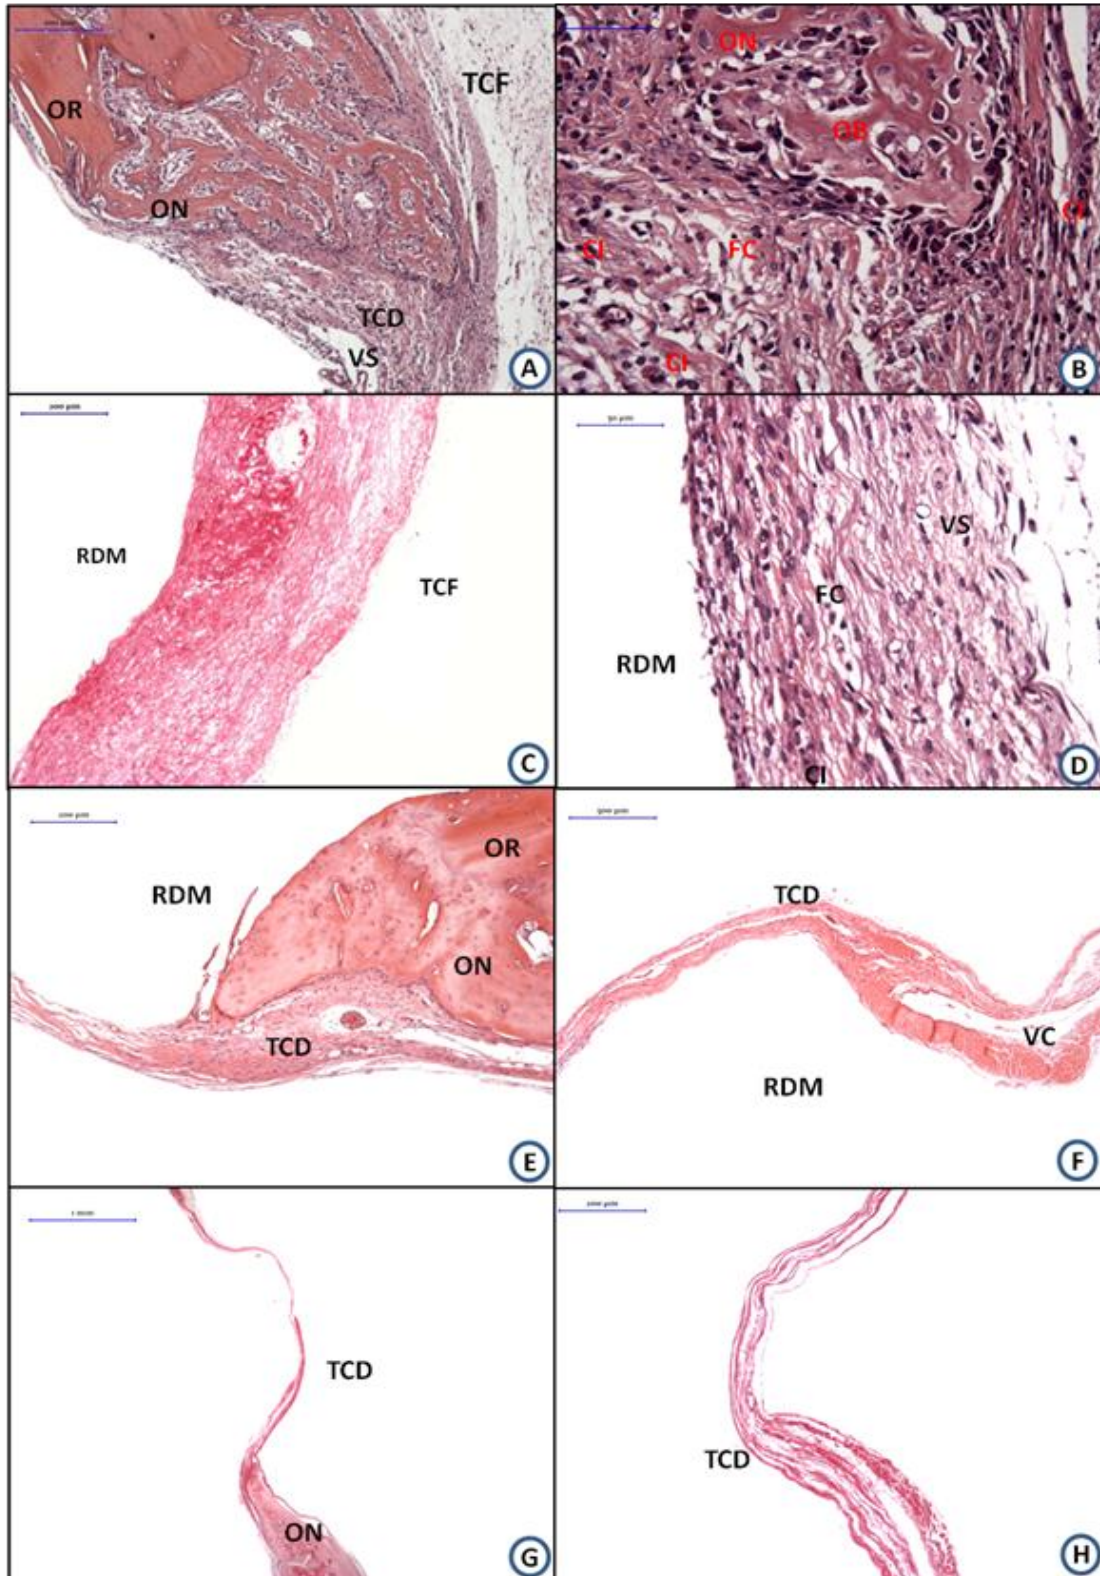 OR
ON
TCF
TCD
VS
A
ON
OB
CI
FC
CI
CI
B
RDM
TCF
C
VS
FC
RDM
CI
D
RDM
OR
ON
TCD
E
TCD
VC
RDM
F
TCD
ON
G
TCD
H